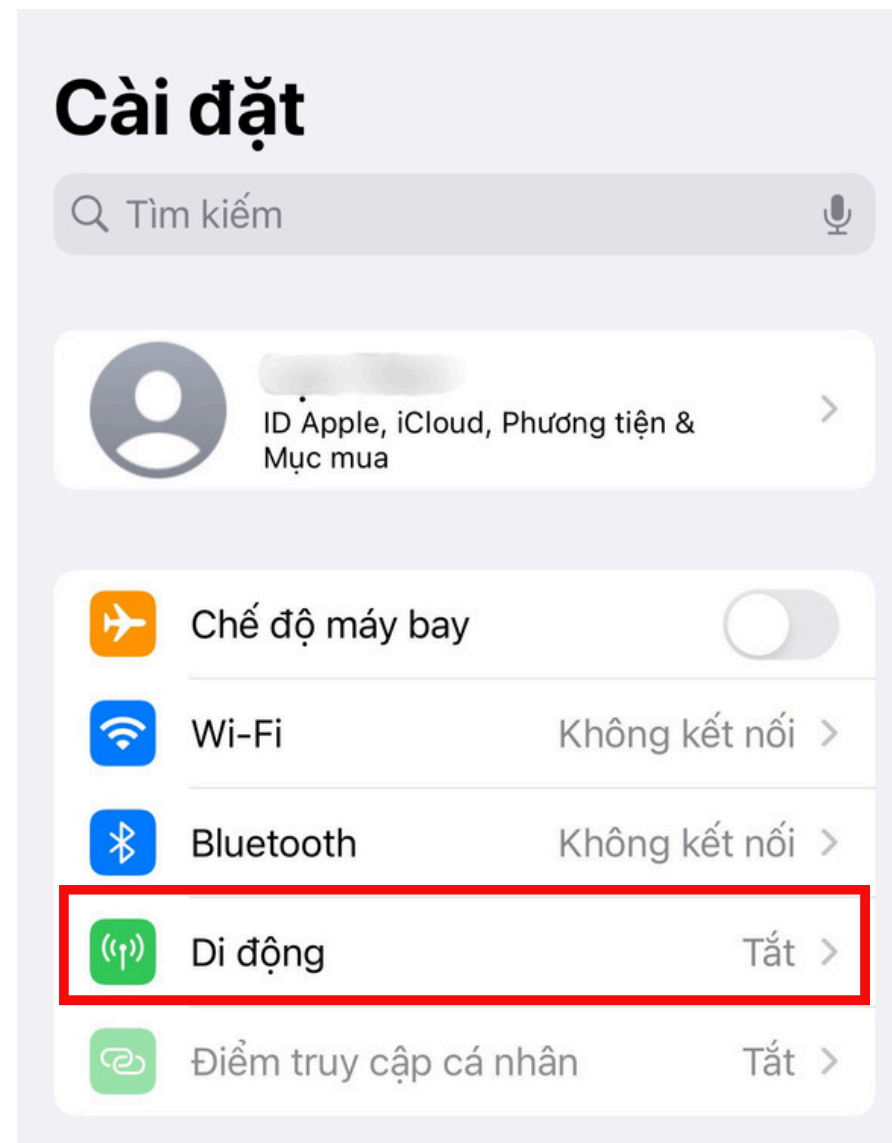 Cài đặt
Tìm kiếm
ID Apple, iCloud, Phương tiện &
Mục mua
Chế độ máy bay
Wi-Fi Không kết nối
Bluetooth Không kết nối
Di động Tắt
Điểm truy cập cá nhân Tắt